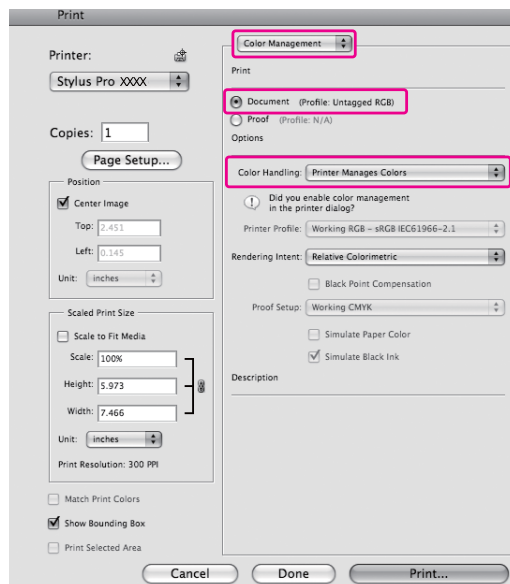 Print
Printer:
Stylus Pro XXXX
Copies: 1
Page Setup...
Position
Center Image
Top: 2.451
Left: 0.145
Unit: inches
Scaled Print Size
Scale to Fit Media
Scale: 100%
Height: 5.973
Width: 7.466
Unit: inches
Print Resolution: 300 PPI
Match Print Colors
Show Bounding Box
Print Selected Area
Color Management
Print
Document (Profile: Untagged RGB)
Proof (Profile: N/A)
Options
Color Handling: Printer Manages Colors
Did you enable color management
in the printer dialog?
Printer Profile: Working RGB - sRGB IEC61966-2.1
Rendering Intent: Relative Colorimetric
Black Point Compensation
Proof Setup: Working CMYK
Simulate Paper Color
Simulate Black Ink
Description
Cancel
Done
Print...